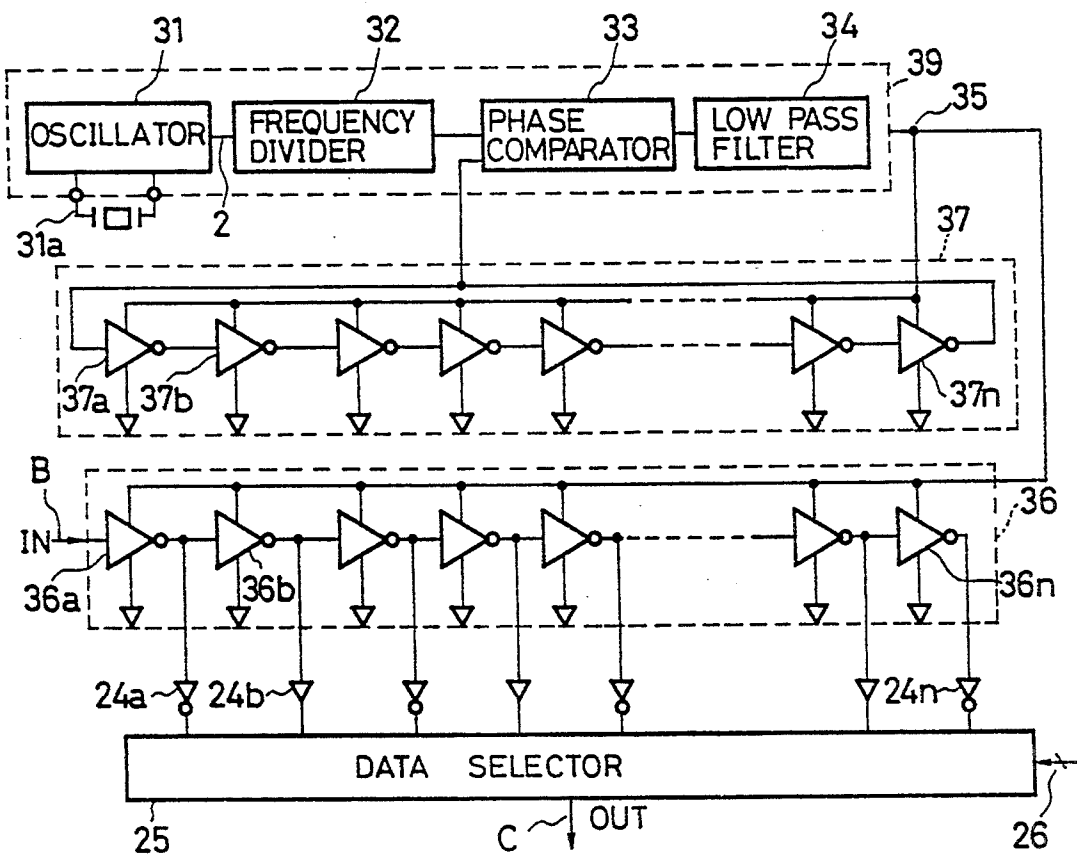 31
32
33
34
39
35
OSCILLATOR
FREQUENCY
DIVIDER
PHASE
COMPARATOR
LOW PASS
FILTER
31a
2
37
37a
37b
37n
B
IN
36
36a
36b
36n
24a
24b
24n
DATA SELECTOR
25
C
OUT
26